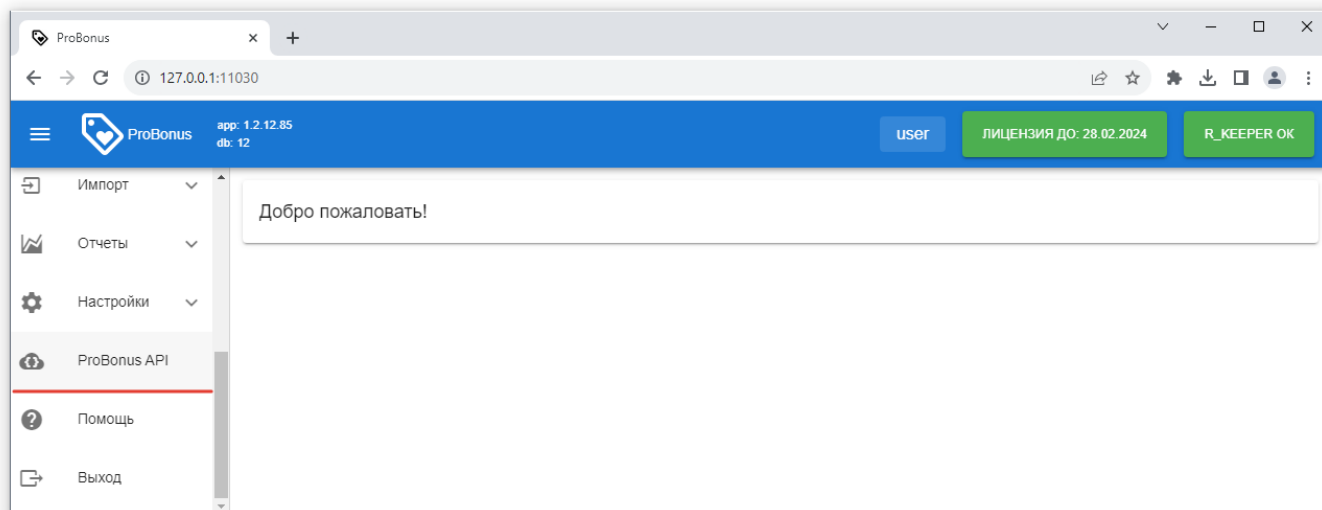 ProBonus
127.0.0.1:11030
ProBonus
app: 1.2.12.85
db: 12
user
ЛИЦЕНЗИЯ ДО: 28.02.2024
R_KEEPER OK
Импорт
Добро пожаловать!
Отчеты
Настройки
ProBonus API
Помощь
Выход